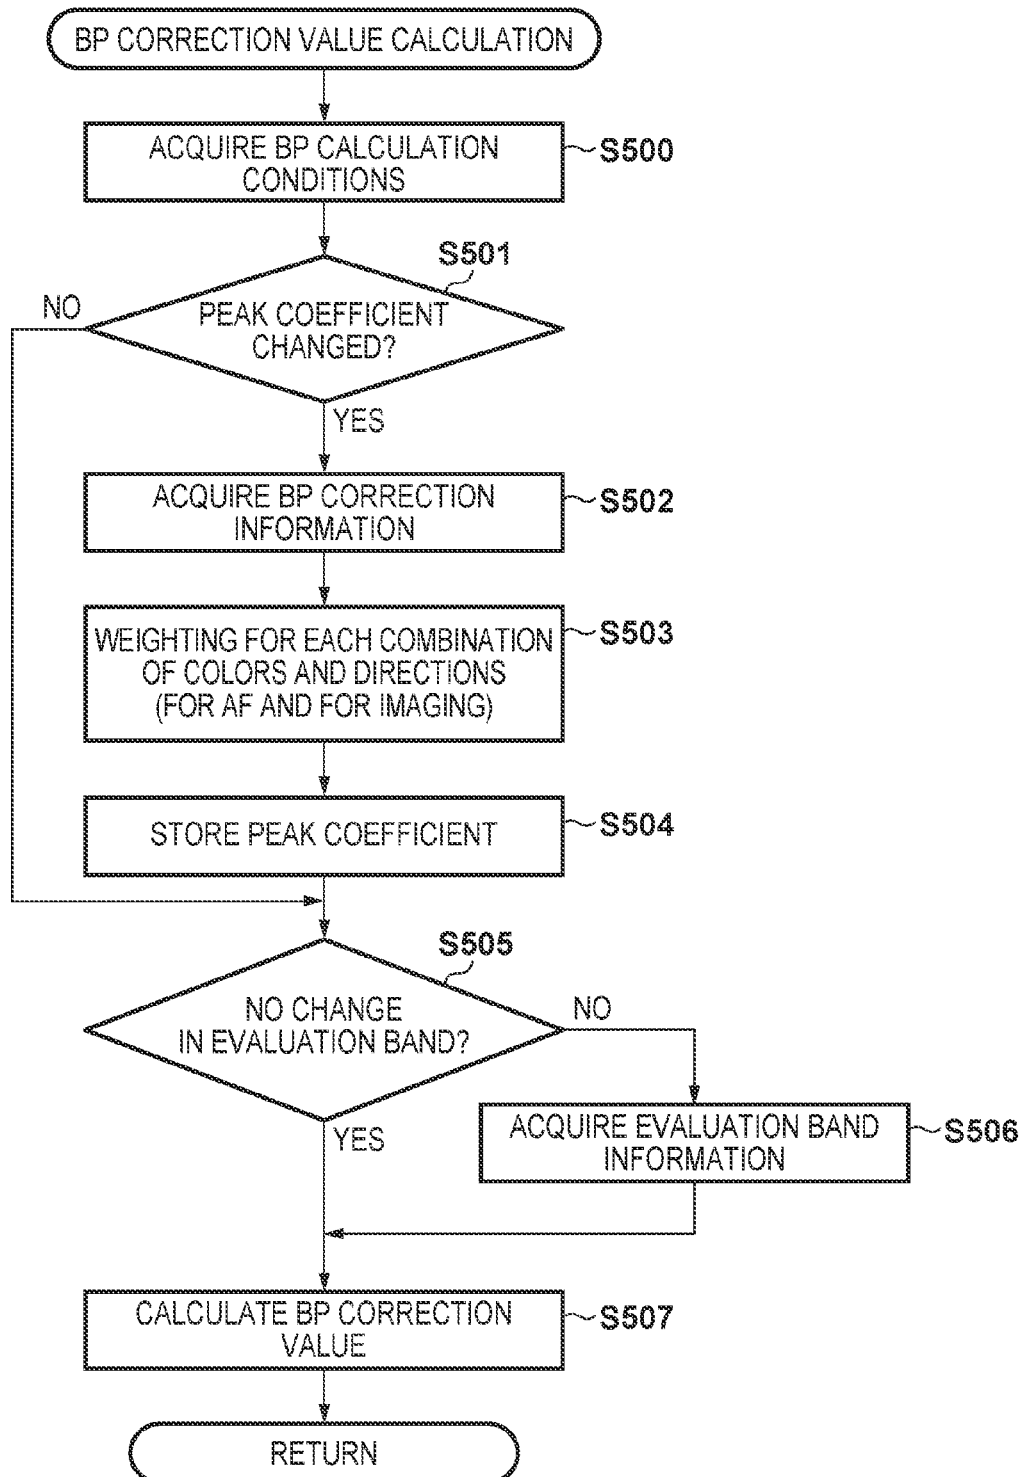 BP CORRECTION VALUE CALCULATION
ACQUIRE BP CALCULATION
CONDITIONS
S500
S501
NO
PEAK COEFFICIENT
CHANGED?
YES
ACQUIRE BP CORRECTION
INFORMATION
S502
WEIGHTING FOR EACH COMBINATION
OF COLORS AND DIRECTIONS
(FOR AF AND FOR IMAGING)
S503
STORE PEAK COEFFICIENT
S504
S505
NO CHANGE
IN EVALUATION BAND?
NO
YES
ACQUIRE EVALUATION BAND
INFORMATION
S506
CALCULATE BP CORRECTION
VALUE
S507
RETURN